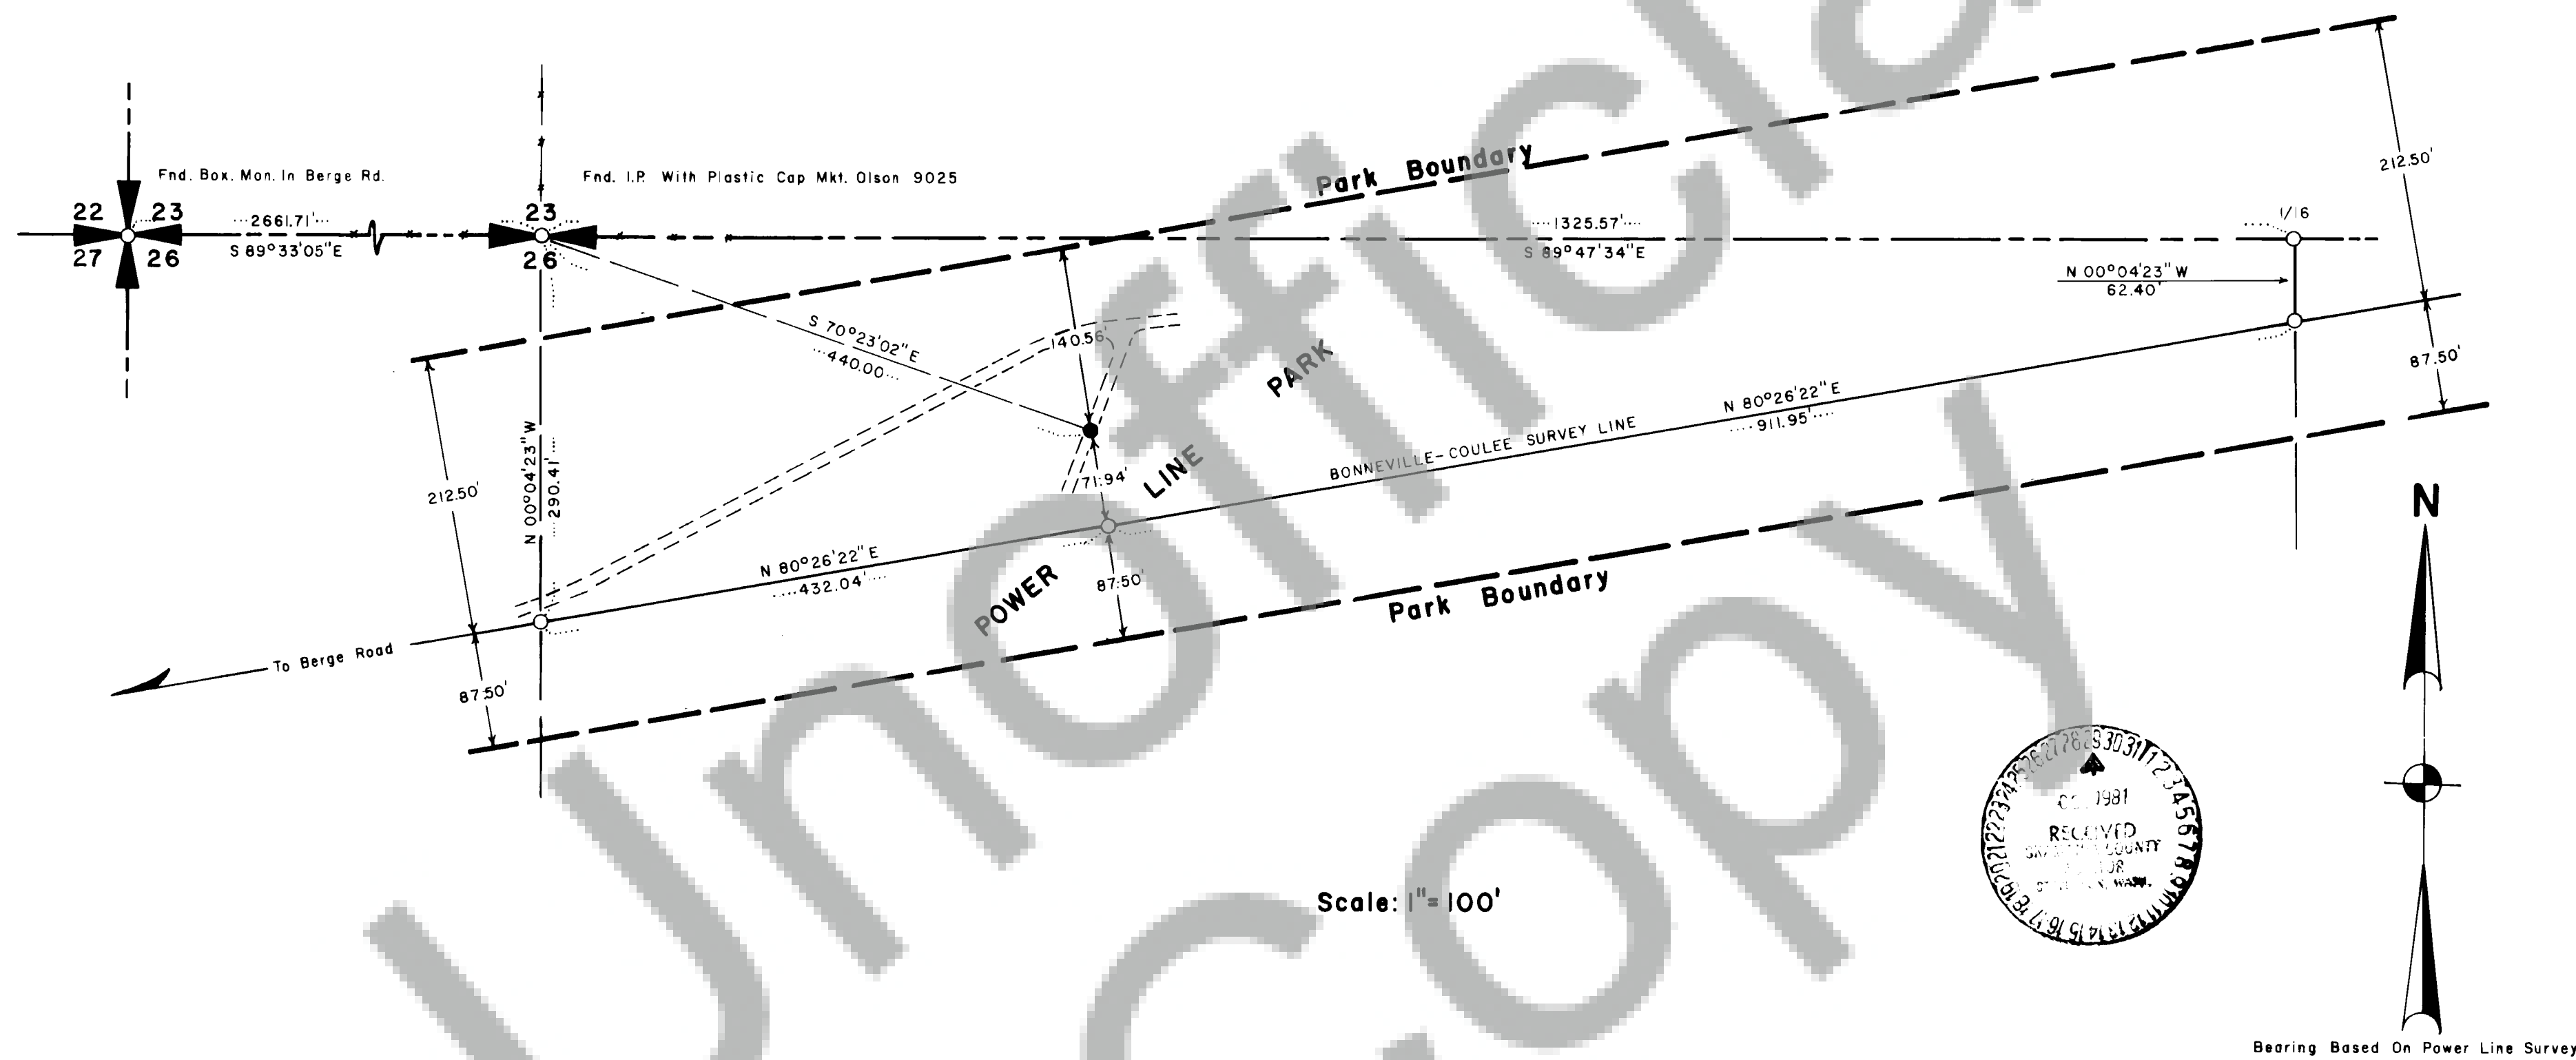 212.50'
Park Boundary
Fnd. Box. Mon. In Berge Rd.
Fnd. I.P. With Plastic Cap Mkt. Olson 9025
22 23
27 26
2661.71'
S 89°33'05"E
23
26
1325.57'
S 89°47'34"E
1/16
N 00°04'23"W
62.40'
S 70°23'02"E
440.00
140.56'
POWER LINE PARK
87.50'
N 80°26'22"E
911.95'
BONNEVILLE-COULEE SURVEY LINE
N 00°04'23"W
290.41'
212.50'
71.94'
N
N 80°26'22"E
432.04'
87.50'
Park Boundary
To Berge Road
87.50'
Scale: 1"=100'
1981
RECEIVED
COUNTY
WASH.
Bearing Based On Power Line Survey
Unofficial
Copy